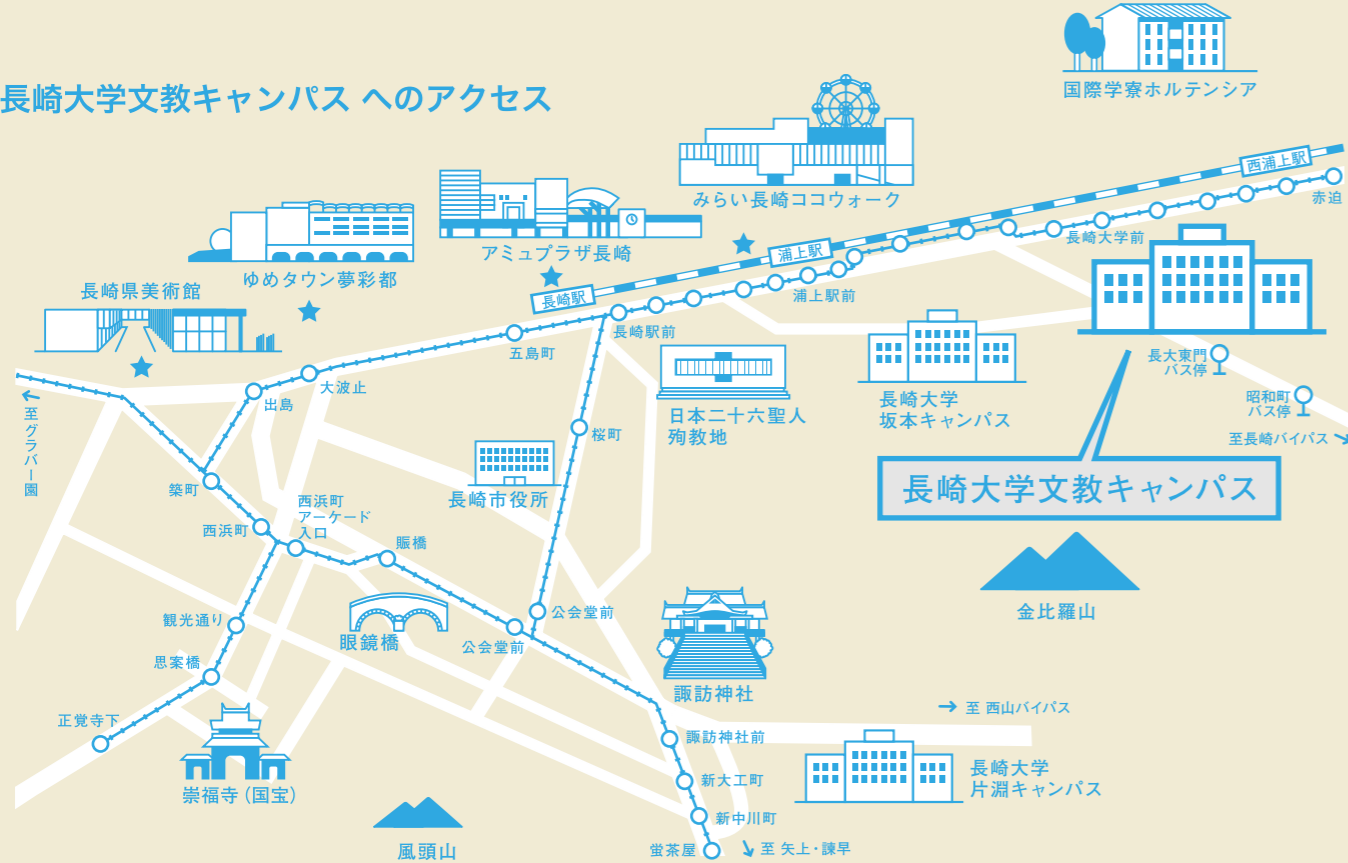 長崎大学文教キャンパス へのアクセス
国際学寮ホルテンシア
みらい長崎ココウォーク
西浦上駅
赤迫
アミュプラザ長崎
浦上駅
長崎大学前
ゆめタウン夢彩都
長崎県美術館
長崎駅
浦上駅前
長崎駅前
五島町
長大東門
バス停
昭和町
バス停
至長崎バイパス
大波止
出島
至グラバー園
日本二十六聖人
殉教地
長崎大学
坂本キャンパス
桜町
長崎大学文教キャンパス
長崎市役所
築町
西浜町
西浜町
アーケード
入口
賑橋
金比羅山
観光通り
眼鏡橋
公会堂前
公会堂前
思案橋
諏訪神社
正覚寺下
至 西山バイパス
諏訪神社前
長崎大学
片淵キャンパス
新大工町
崇福寺(国宝)
新中川町
風頭山
蛍茶屋
至 矢上・諫早